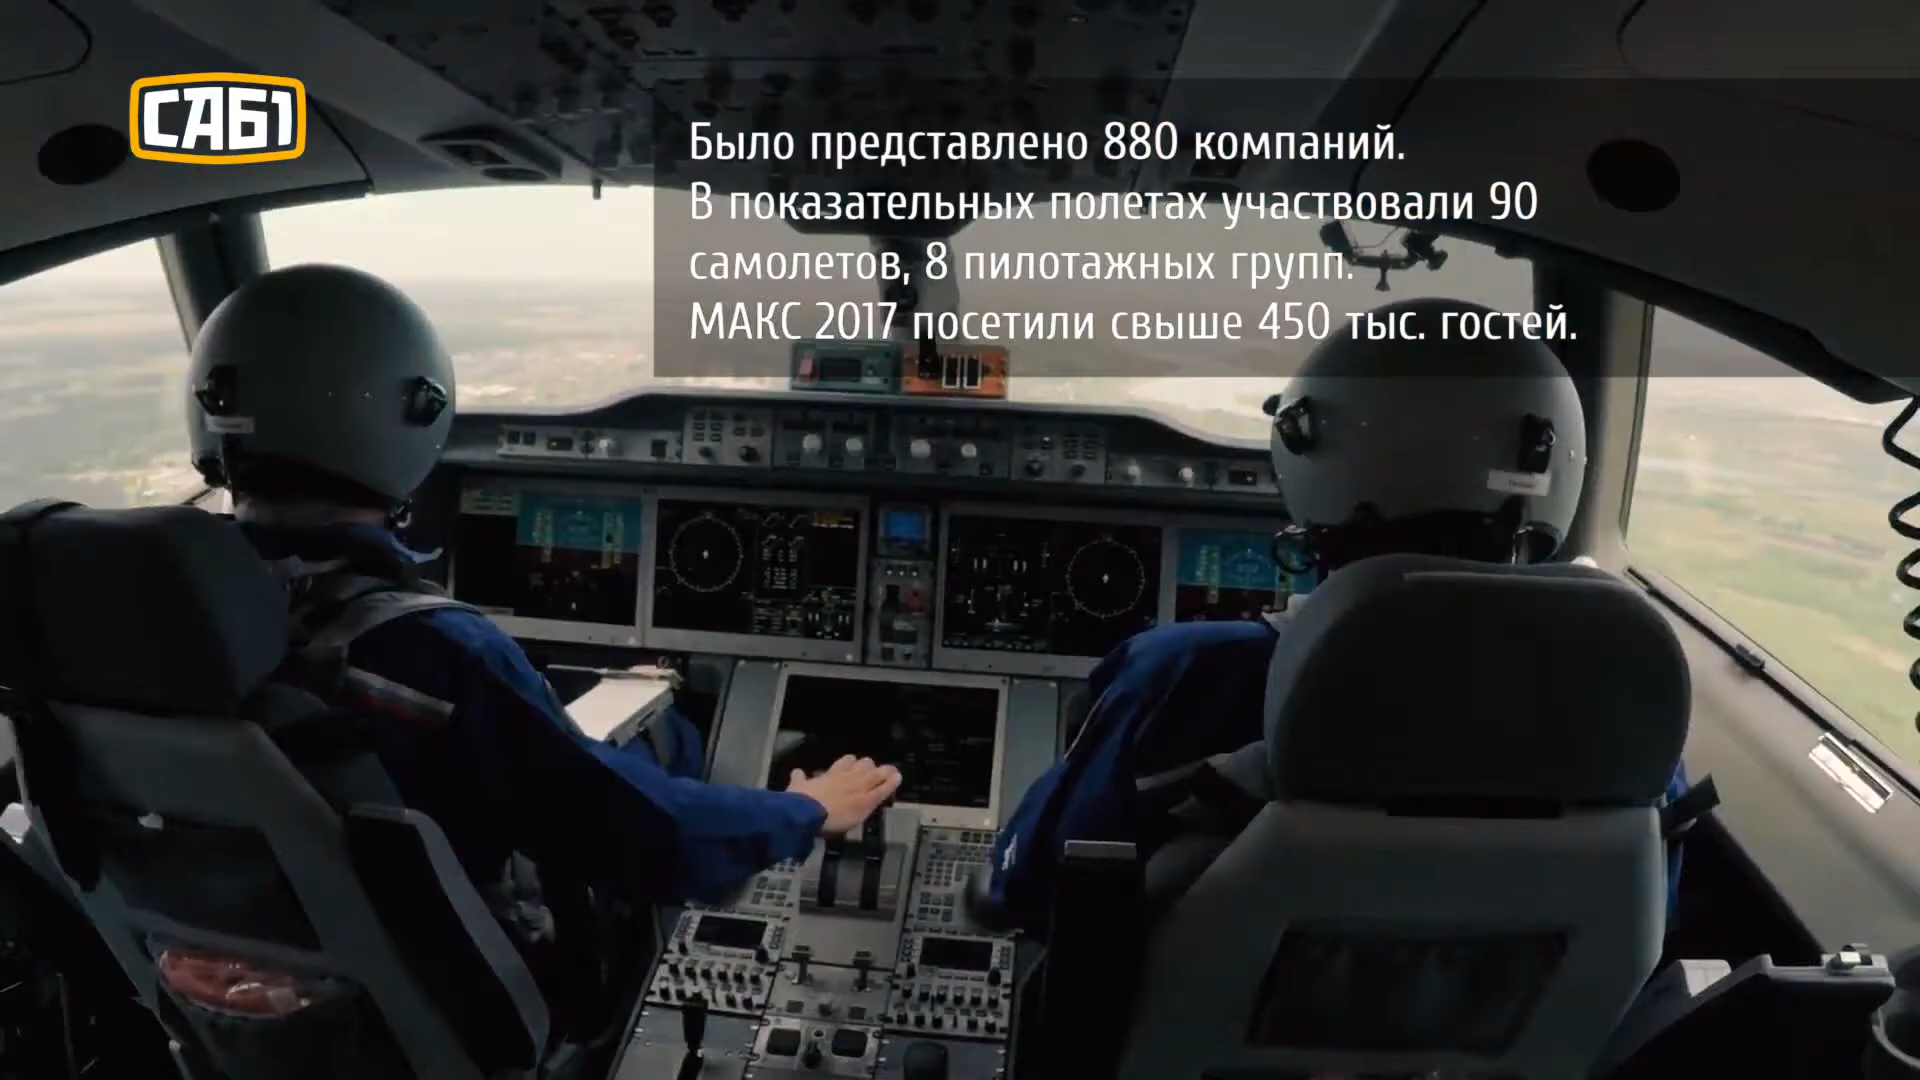 САБ1
Было представлено 880 компаний.
В показательных полетах участвовали 90
самолетов, 8 пилотажных групп.
МАКС 2017 посетили свыше 450 тыс. гостей.